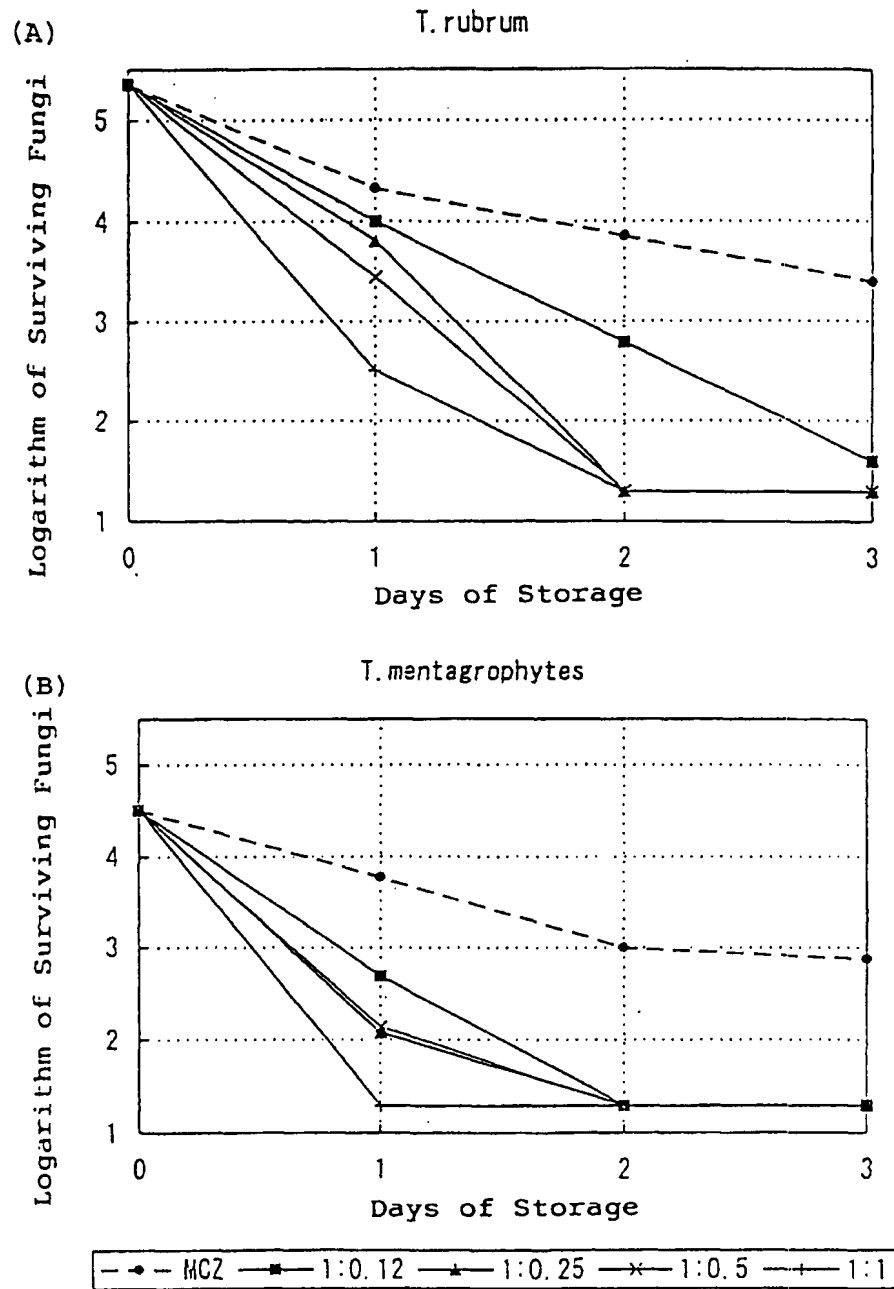 (A)
T.rubrum
Logarithm of Surviving Fungi
5
4
3
2
1
0 1 2 3
Days of Storage
(B)
T.mentagrophytes
Logarithm of Surviving Fungi
5
4
3
2
1
0 1 2 3
Days of Storage
MCZ 1:0.12 1:0.25 1:0.5 1:1